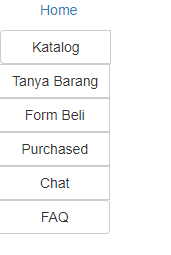 Home
Katalog
Tanya Barang
Form Beli
Purchased
Chat
FAQ